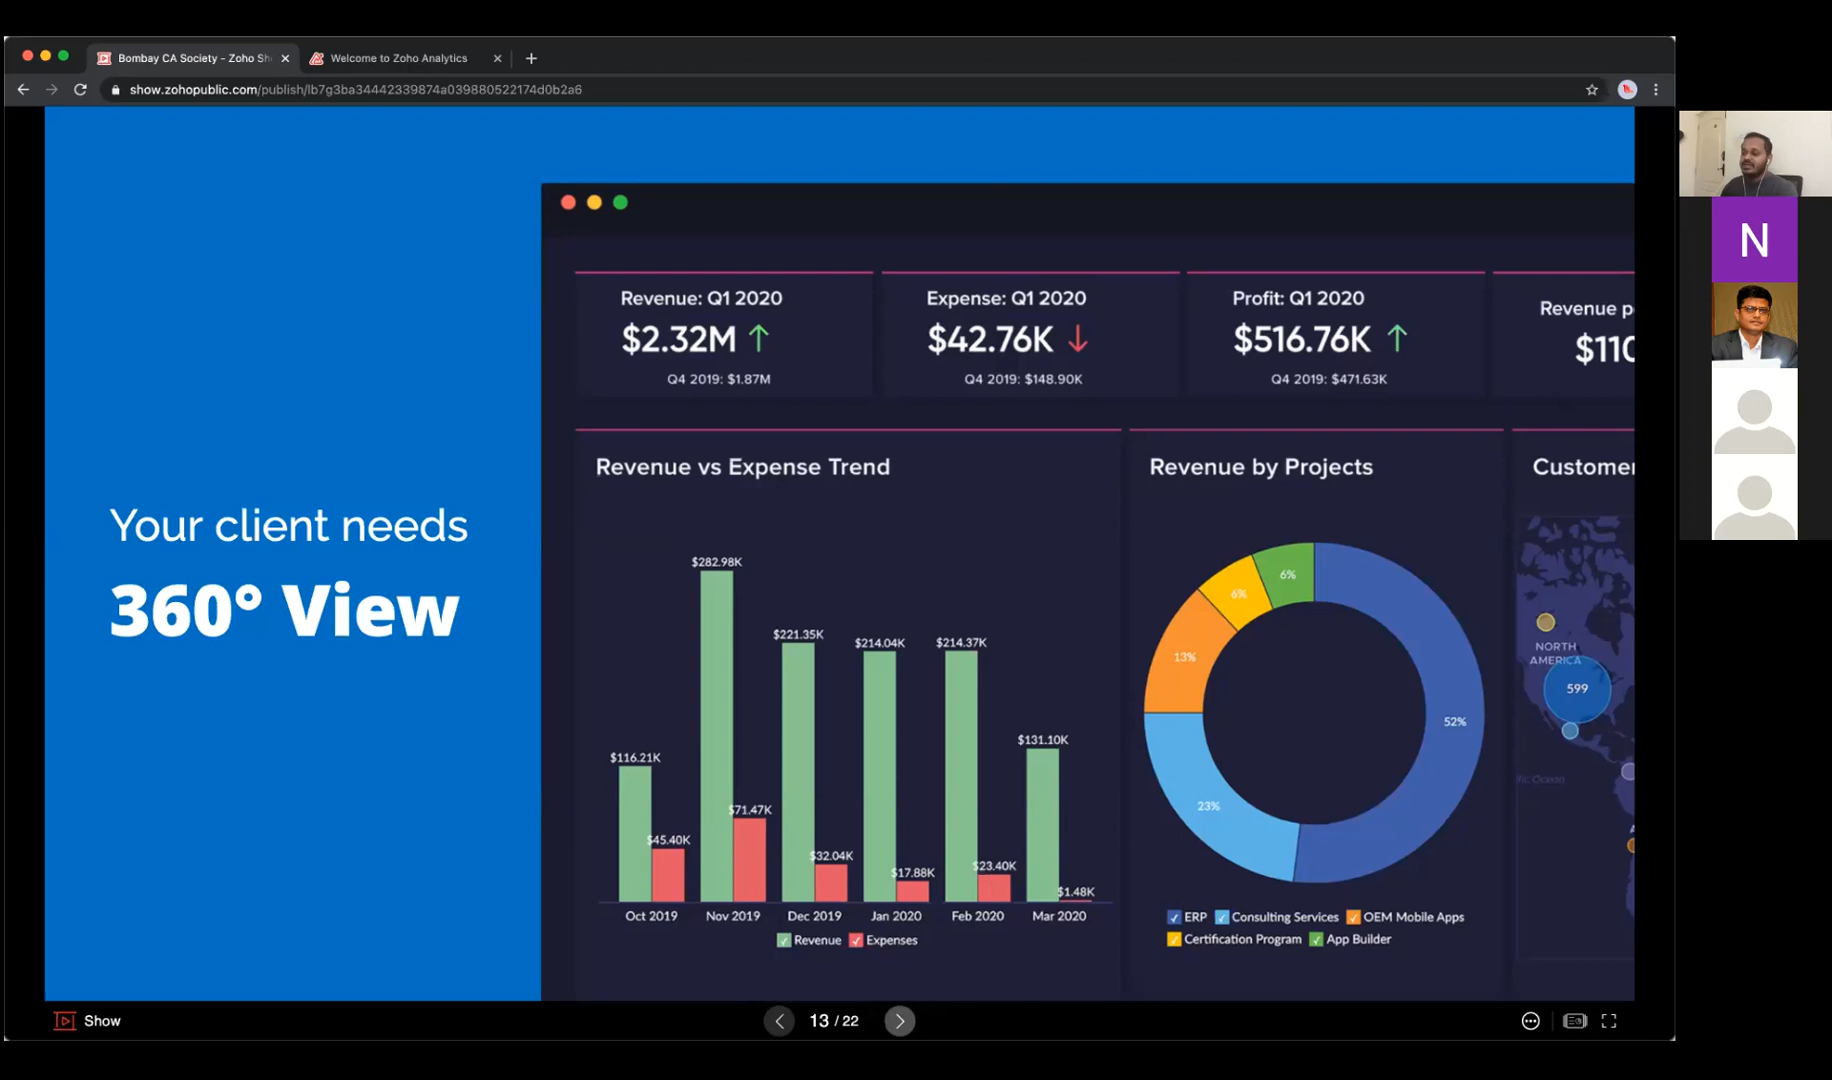 Bombay CA Society - Zoho Sh
Welcome to Zoho Analytics
show.zohopublic.com/publish/lb7g3ba34442339874a039880522174d0b2a6
N
Your client needs
360° View
Revenue: Q1 2020
$2.32M
Q4 2019: $1.87M
Expense: Q1 2020
$42.76K
Q4 2019: $148.90K
Profit: Q1 2020
$516.76K
Q4 2019: $471.63K
Revenue p
$110
Revenue vs Expense Trend
$116.21K
$45.40K
$282.98K
$71.47K
$221.35K
$32.04K
$214.04K
$17.88K
$214.37K
$23.40K
$131.10K
$1.48K
Oct 2019 Nov 2019 Dec 2019 Jan 2020 Feb 2020 Mar 2020
Revenue Expenses
Revenue by Projects
6%
6%
13%
52%
23%
ERP Consulting Services OEM Mobile Apps
Certification Program App Builder
Customer
NORTH
AMERICA
599
Ocean
Show
13 / 22